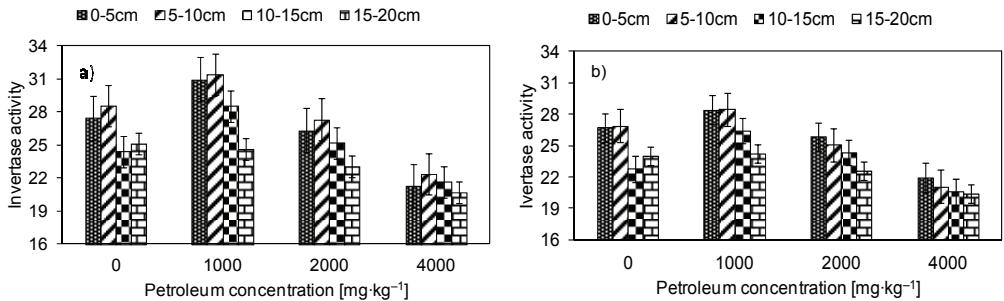 0-5cm 5-10cm 10-15cm 15-20cm
34
31
28
25
22
19
16
Invertase activity
a)
0 1000 2000 4000
Petroleum concentration [mg·kg⁻¹]
0-5cm 5-10cm 10-15cm 15-20cm
34
31
28
25
22
19
16
Ivertase activity
b)
0 1000 2000 4000
Petroleum concentration [mg·kg⁻¹]